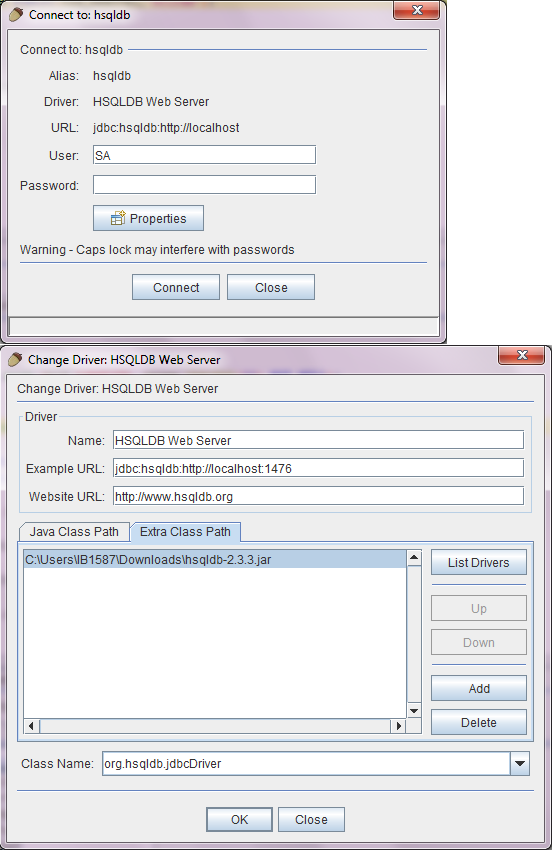 Connect to: hsqldb
Connect to: hsqldb
Alias: hsqldb
Driver: HSQLDB Web Server
URL: jdbc:hsqldb:http://localhost
User: SA
Password:
Properties
Warning - Caps lock may interfere with passwords
Connect Close
Change Driver: HSQLDB Web Server
Change Driver: HSQLDB Web Server
Driver
Name: HSQLDB Web Server
Example URL: jdbc:hsqldb:http://localhost:1476
Website URL: http://www.hsqldb.org
Java Class Path Extra Class Path
C:\Users\IB1587\Downloads\hsqldb-2.3.3.jar
List Drivers
Up
Down
Add
Delete
Class Name: org.hsqldb.jdbcDriver
OK Close